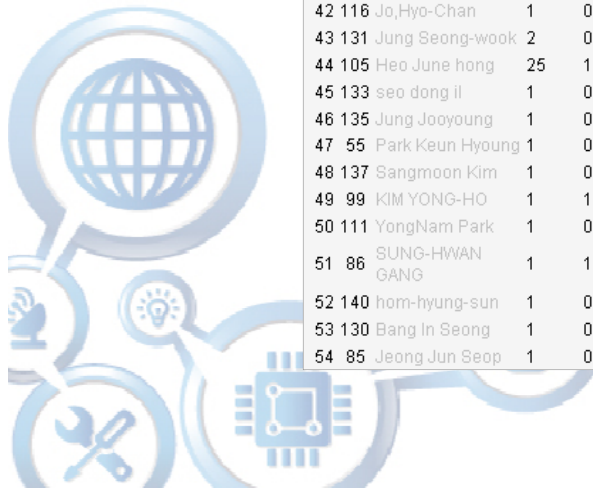 42 116 Jo,Hyo-Chan 1 0
43 131 Jung Seong-wook 2 0
44 105 Heo June hong 25 1
45 133 seo dong il 1 0
46 135 Jung Jooyoung 1 0
47 55 Park Keun Hyoung 1 0
48 137 Sangmoon Kim 1 0
49 99 KIM YONG-HO 1 1
50 111 YongNam Park 1 0
51 86 SUNG-HWAN
GANG 1 1
52 140 hom-hyung-sun 1 0
53 130 Bang In Seong 1 0
54 85 Jeong Jun Seop 1 0